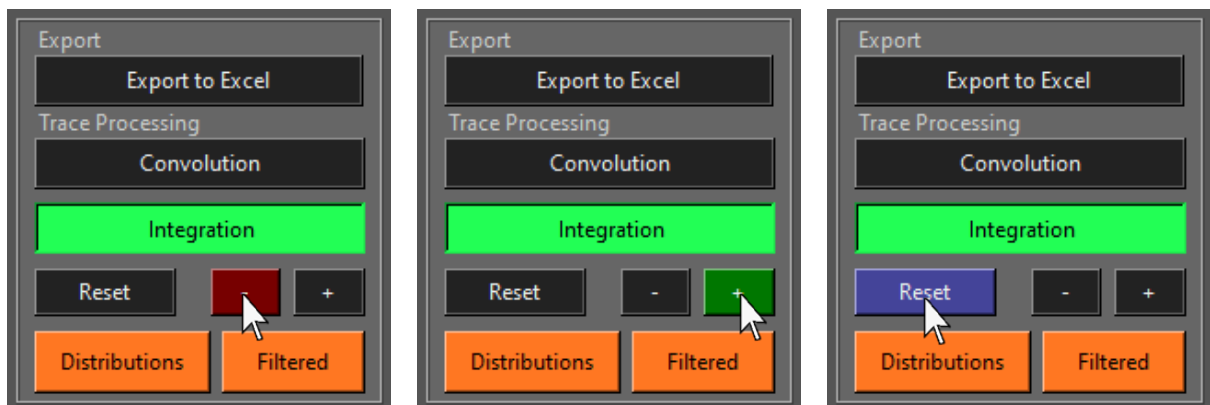 Export
Export to Excel
Trace Processing
Convolution
Integration
Reset - +
Distributions Filtered
Export
Export to Excel
Trace Processing
Convolution
Integration
Reset - +
Distributions Filtered
Export
Export to Excel
Trace Processing
Convolution
Integration
Reset - +
Distributions Filtered